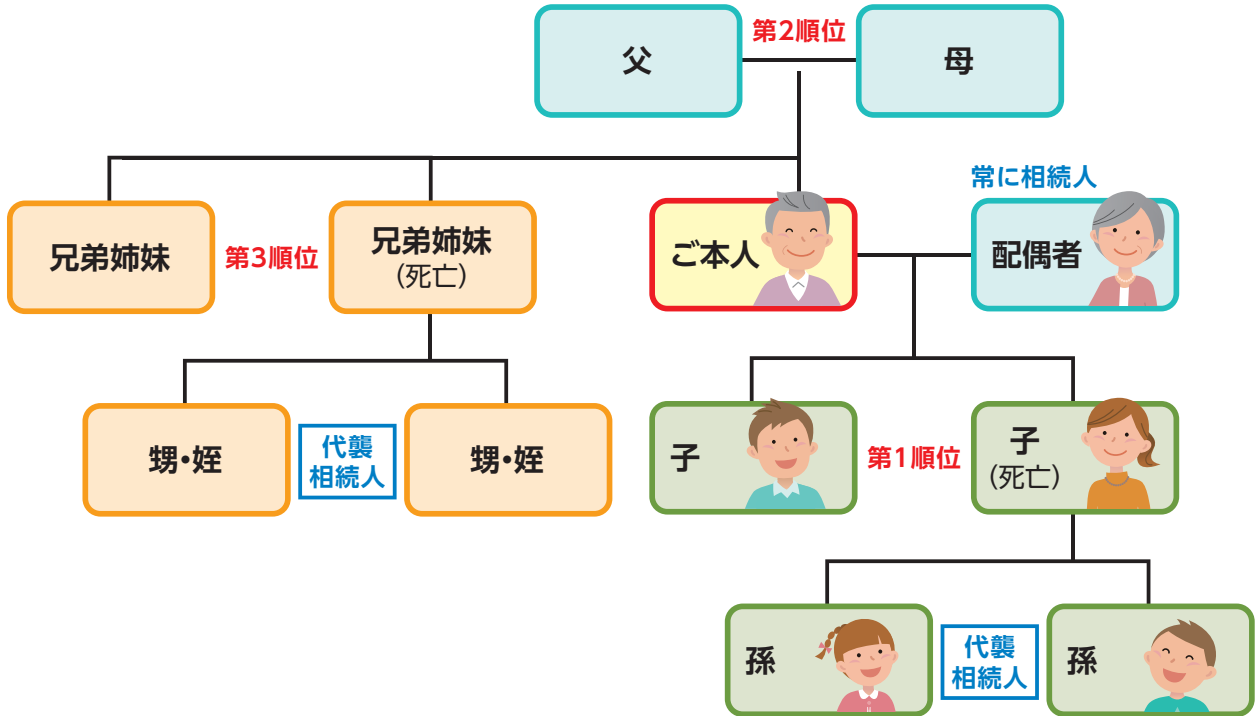 第2順位
父
母
常に相続人
兄弟姉妹
第3順位
兄弟姉妹
(死亡)
ご本人
配偶者
甥・姪
代襲
相続人
甥・姪
子
第1順位
子
(死亡)
孫
代襲
相続人
孫